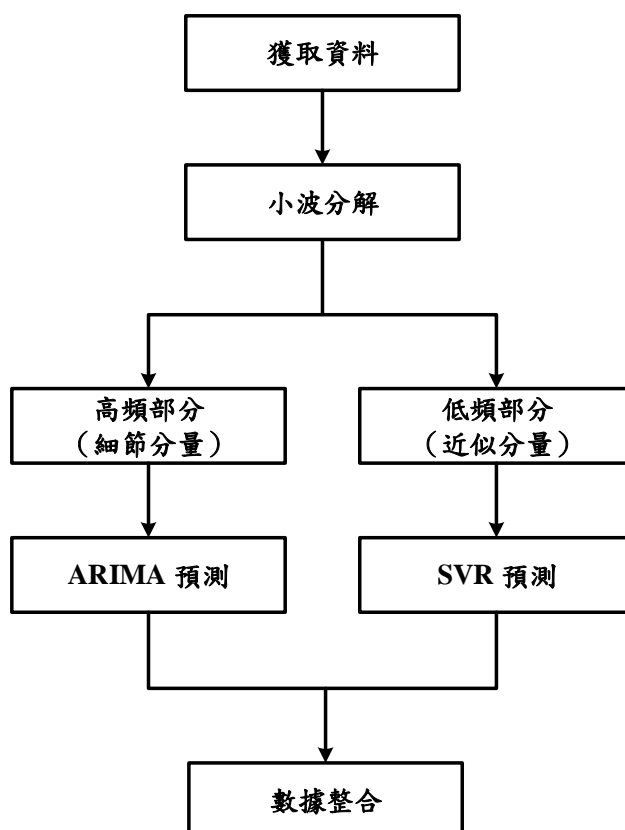 獲取資料
小波分解
高頻部分
（細節分量）
低頻部分
（近似分量）
ARIMA 預測
SVR 預測
數據整合